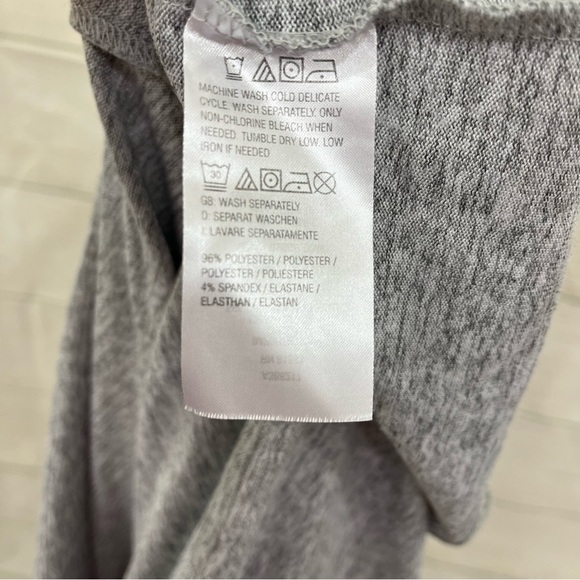 MACHINE WASH COLD DELICATE
CYCLE. WASH SEPARATELY. ONLY
NON-CHLORINE BLEACH WHEN
NEEDED. TUMBLE DRY LOW. LOW
IRON IF NEEDED
30
GB: WASH SEPARATELY
D: SEPARAT WASCHEN
I: LAVARE SEPARATAMENTE
96% POLYESTER / POLYESTER /
POLYESTER / POLIESTERE
4% SPANDEX / ELASTANE /
ELASTHAN / ELASTAN